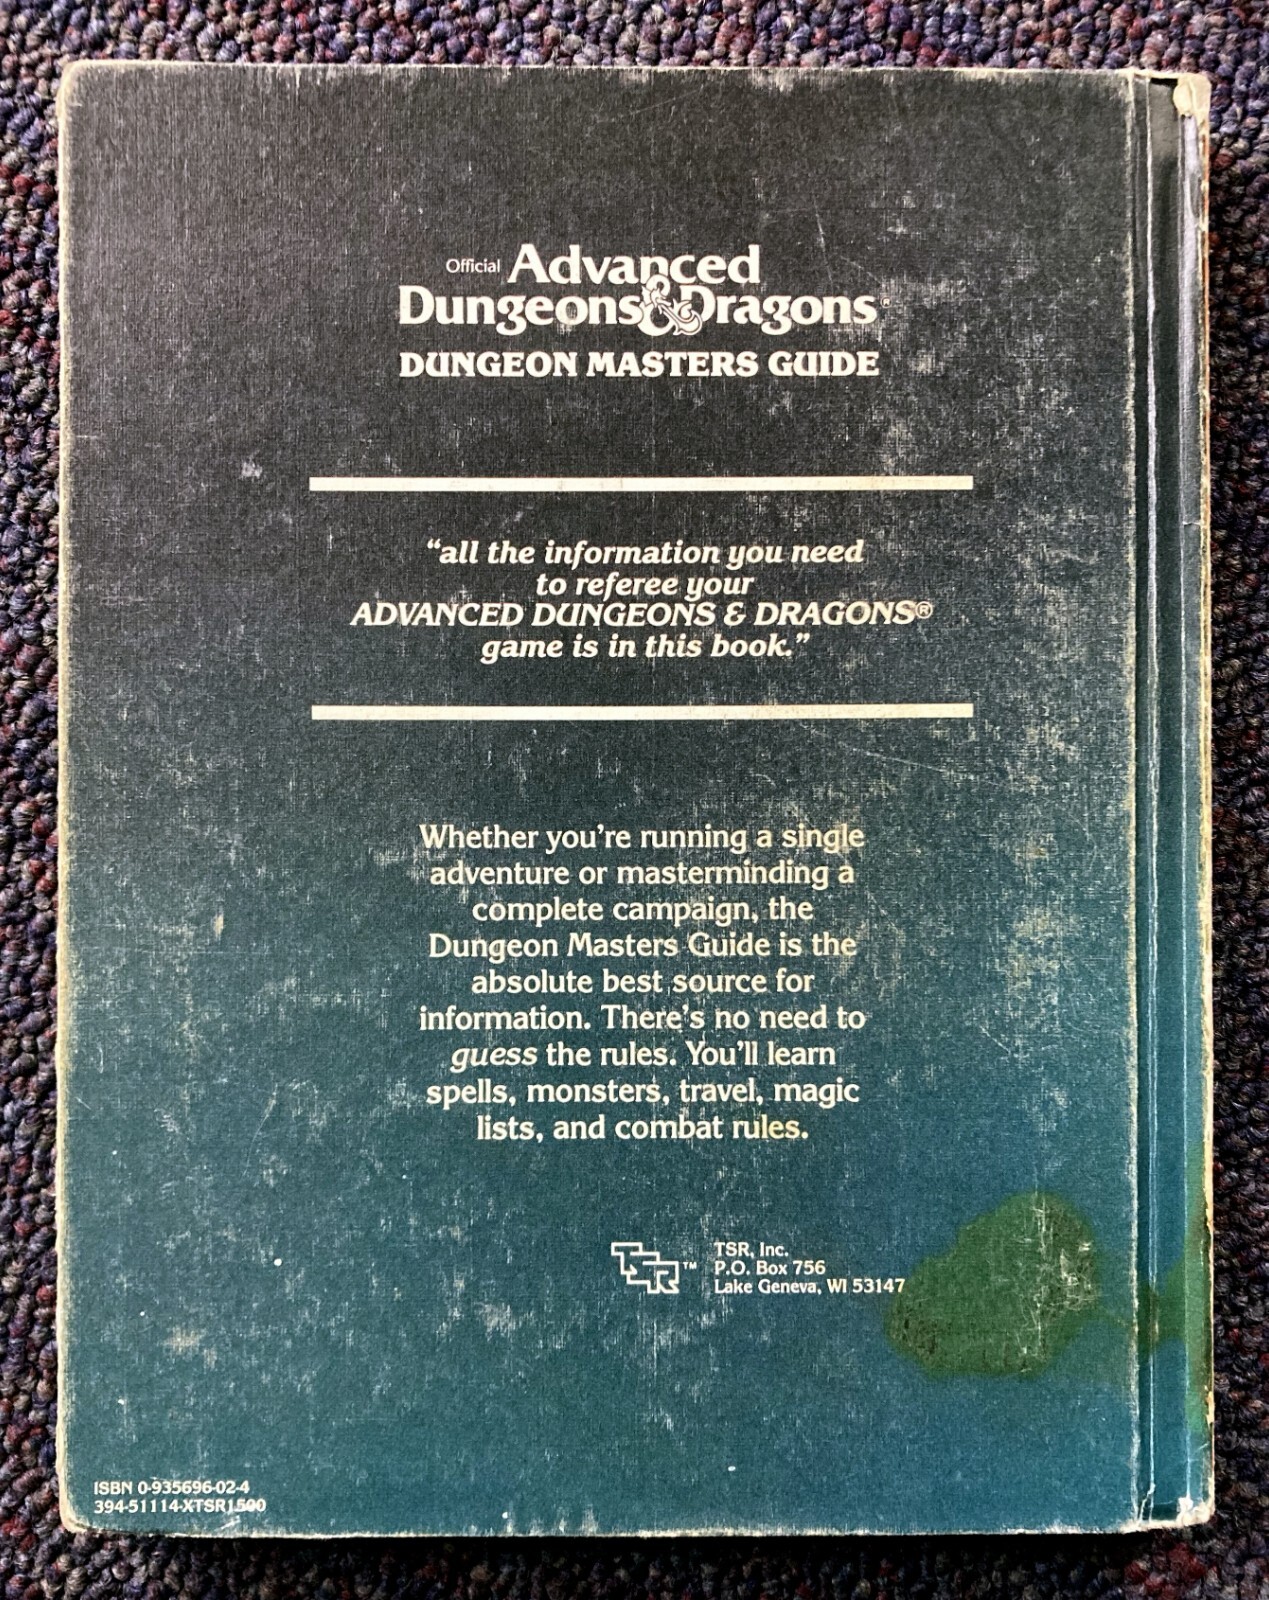 Official Advanced
Dungeons & Dragons®
DUNGEON MASTERS GUIDE
“all the information you need
to referee your
ADVANCED DUNGEONS & DRAGONS®
game is in this book.”
Whether you're running a single
adventure or masterminding a
complete campaign, the
Dungeon Masters Guide is the
absolute best source for
information. There's no need to
guess the rules. You'll learn
spells, monsters, travel, magic
lists, and combat rules.
TSR™
TSR, Inc.
P.O. Box 756
Lake Geneva, WI 53147
ISBN 0-935696-02-4
394-51114-XTSR1500